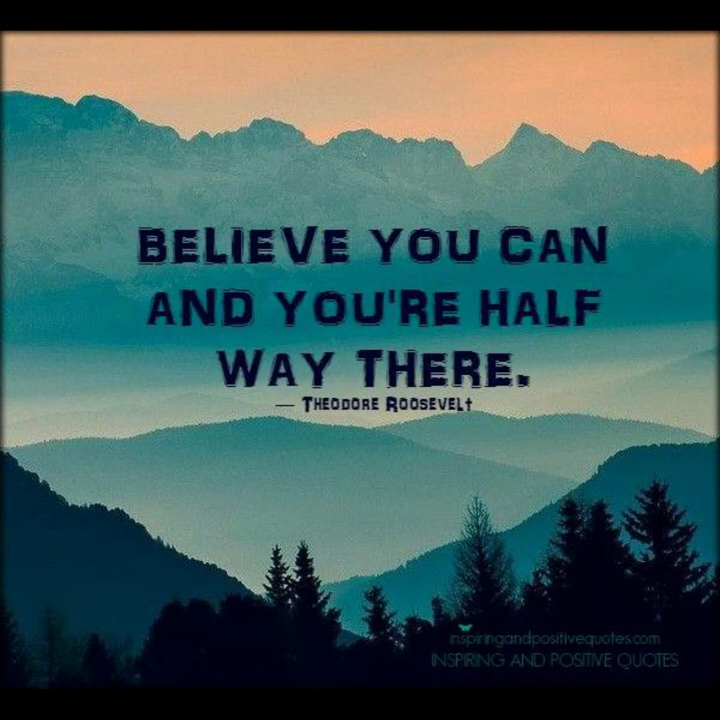 BELIEVE YOU CAN
AND YOU'RE HALF
WAY THERE.
— THEODORE ROOSEVELT
inspiringandpositivequotes.com
INSPIRING AND POSITIVE QUOTES